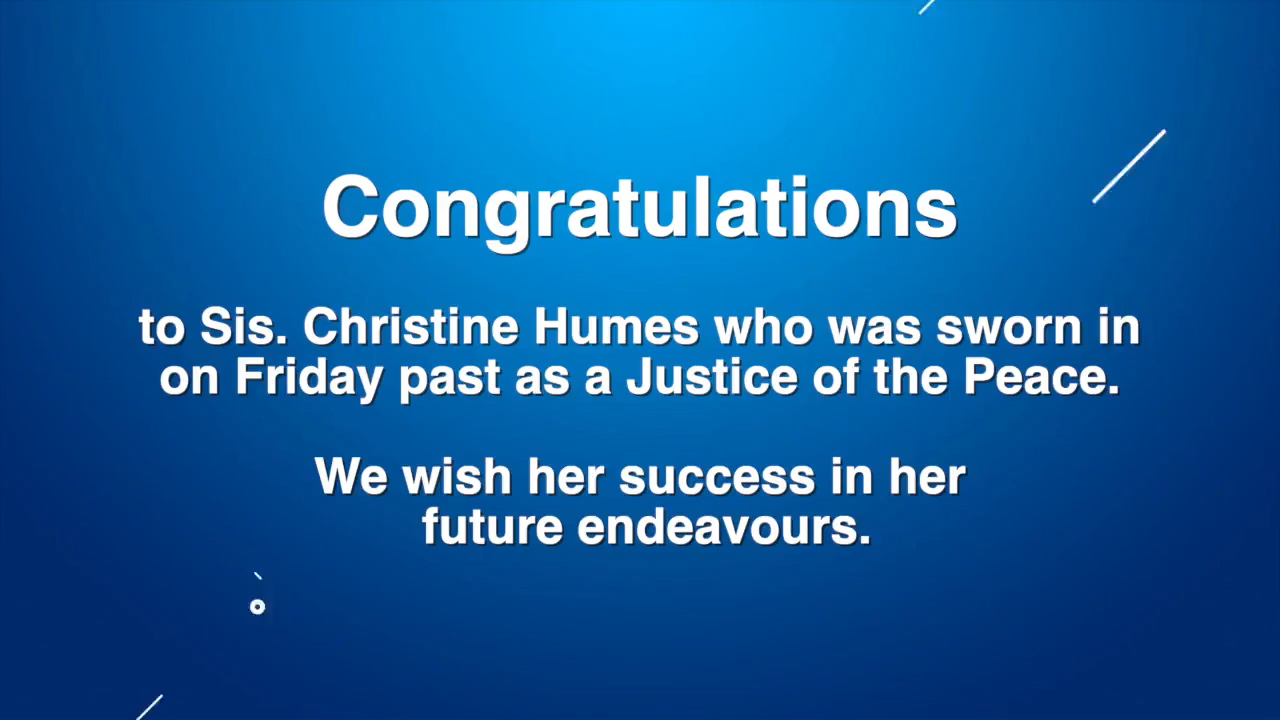 Congratulations
to Sis. Christine Humes who was sworn in
on Friday past as a Justice of the Peace.
We wish her success in her
future endeavours.